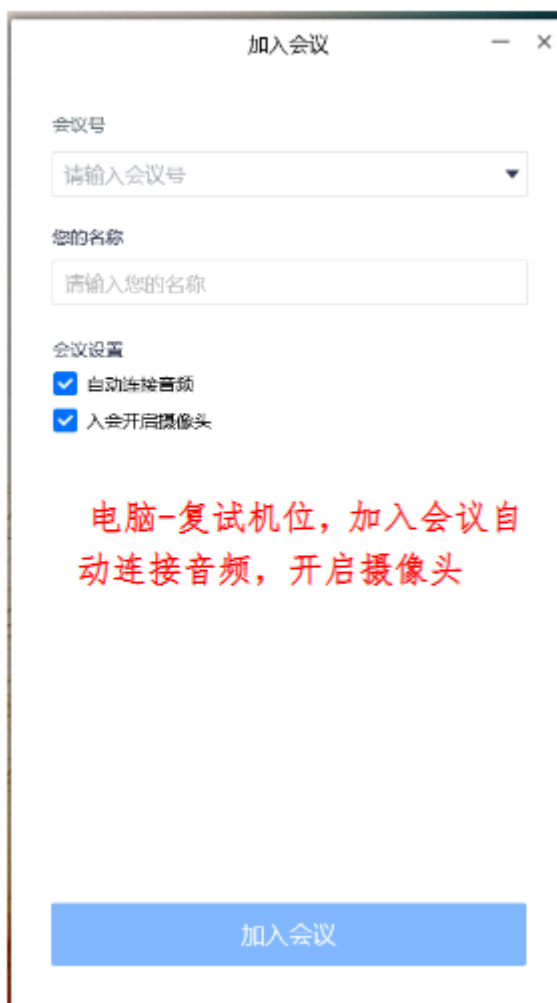 加入会议
会议号
请输入会议号
您的名称
请输入您的名称
会议设置
自动连接音频
入会开启摄像头
电脑-复试机位，加入会议自
动连接音频，开启摄像头
加入会议